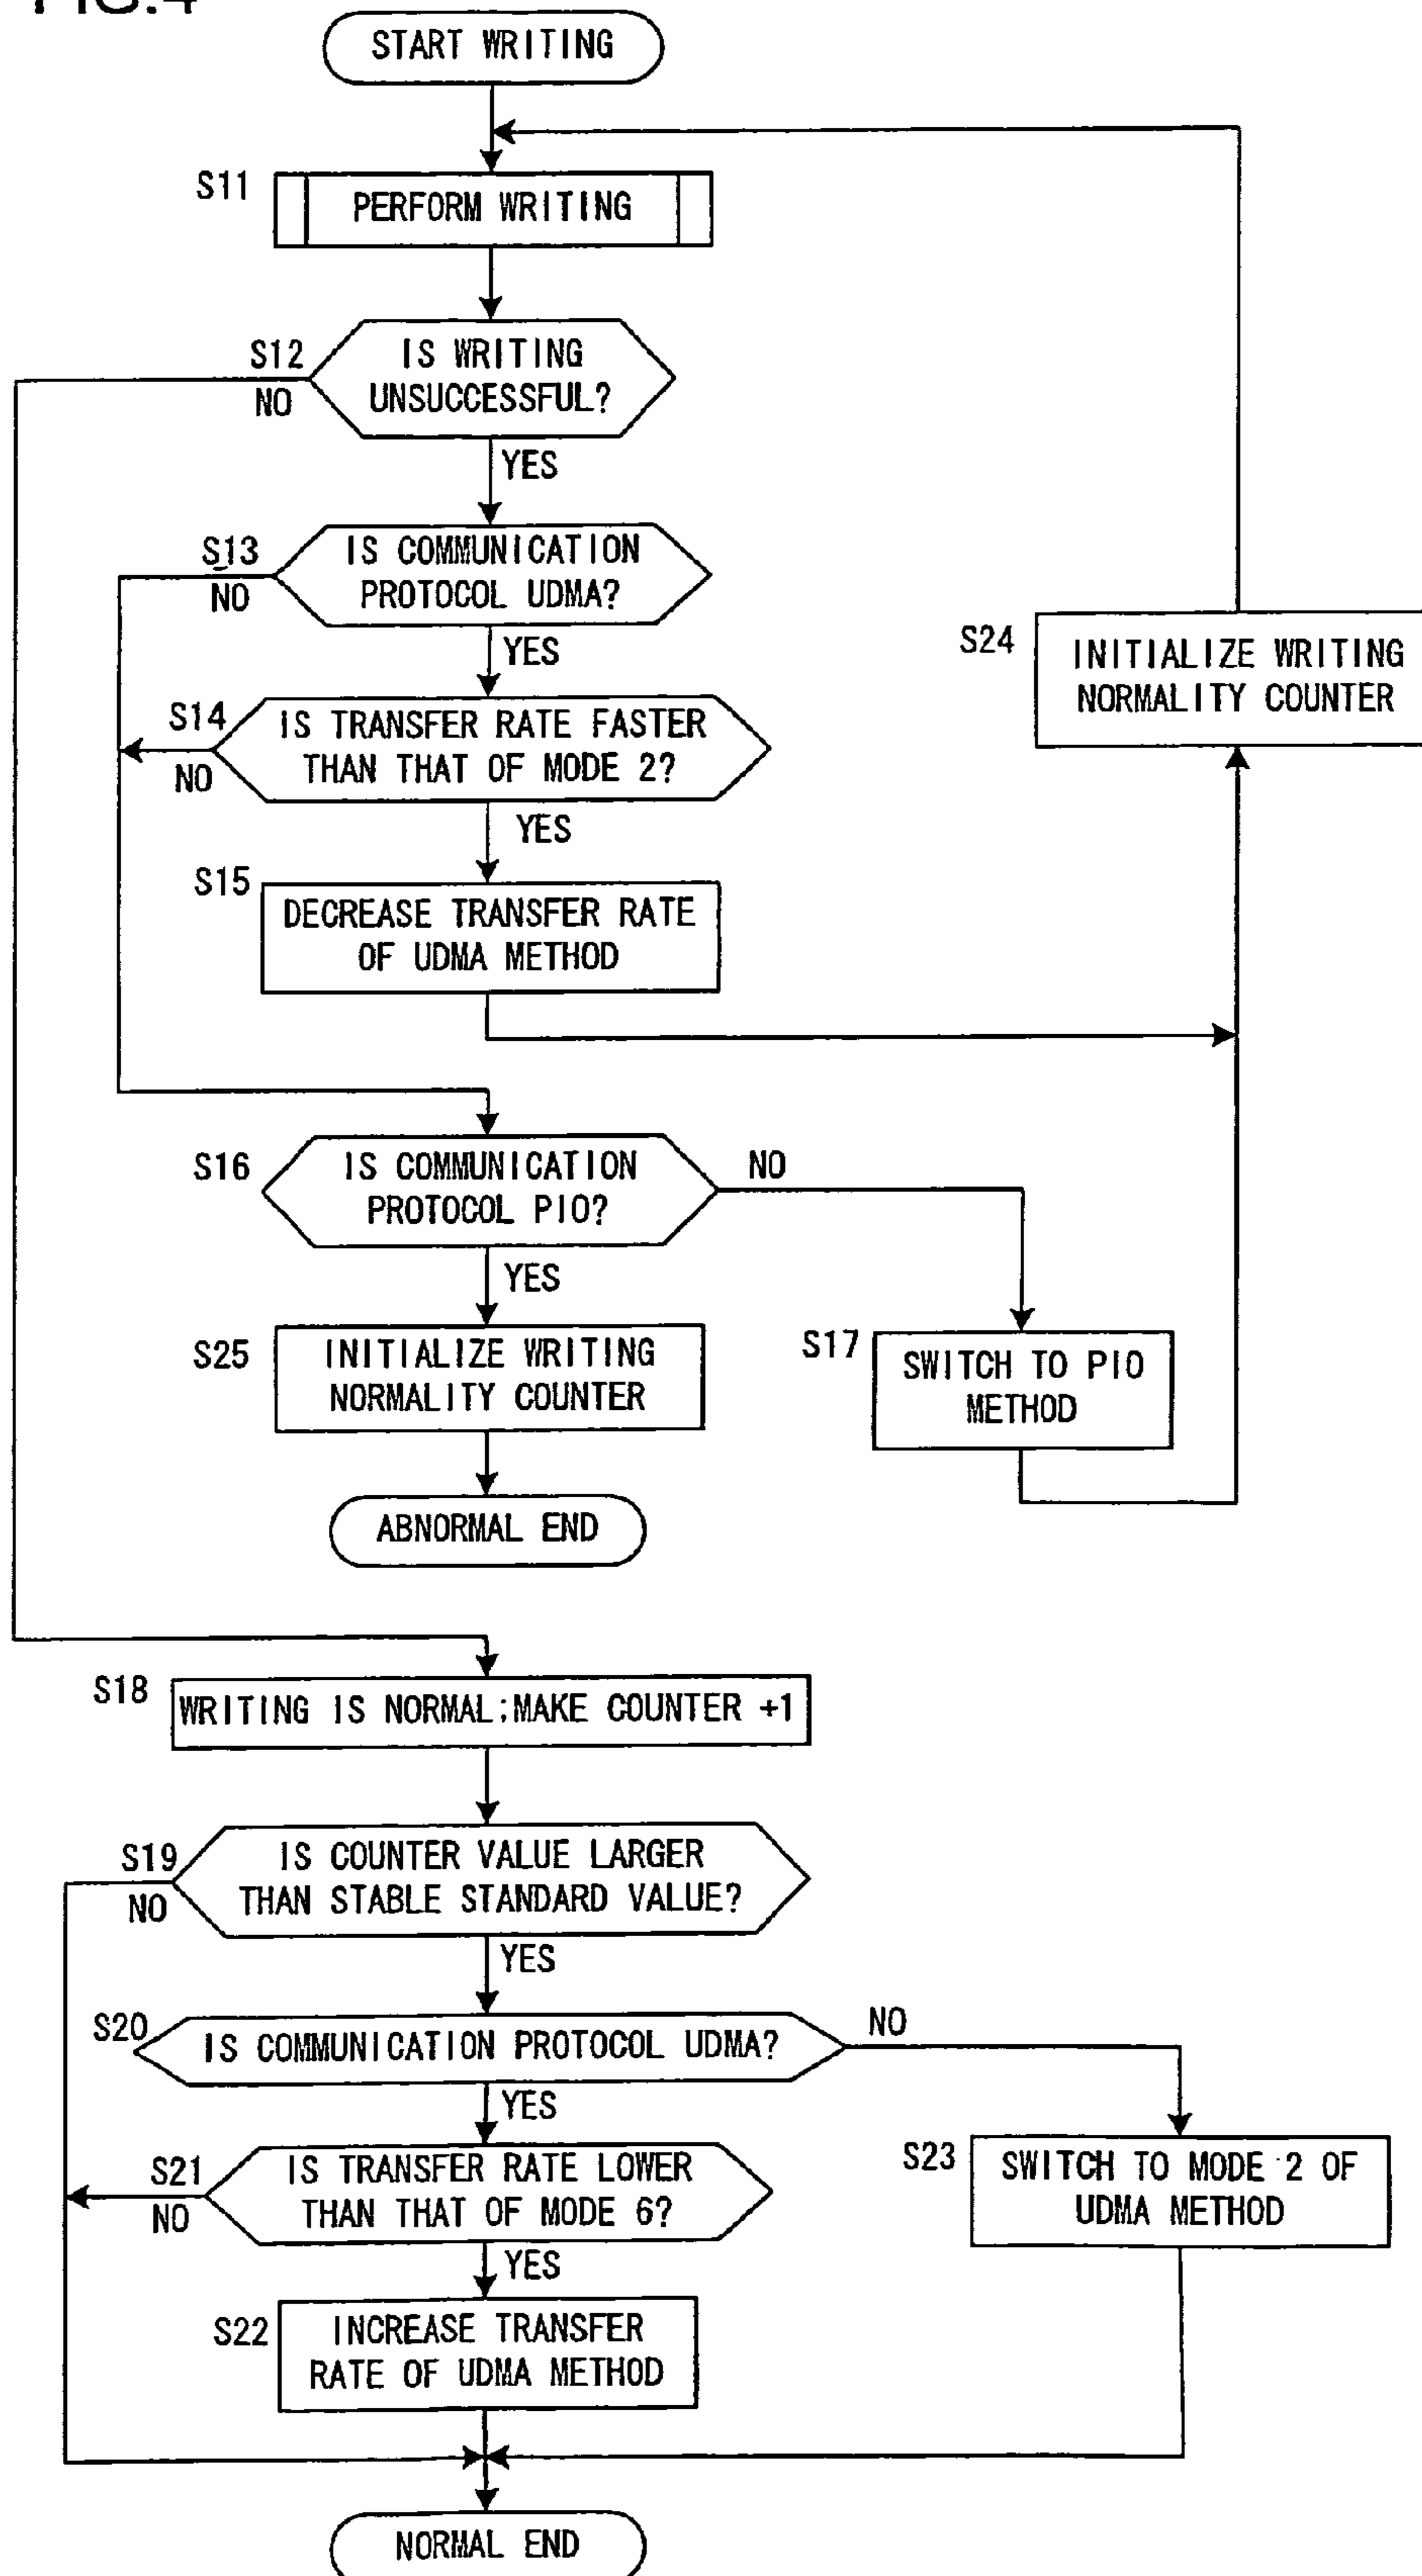 FIG.4
START WRITING
S11
PERFORM WRITING
S12
NO
IS WRITING
UNSUCCESSFUL?
YES
S13
NO
IS COMMUNICATION
PROTOCOL UDMA?
YES
S24
INITIALIZE WRITING
NORMALITY COUNTER
S14
NO
IS TRANSFER RATE FASTER
THAN THAT OF MODE 2?
YES
S15
DECREASE TRANSFER RATE
OF UDMA METHOD
S16
IS COMMUNICATION
PROTOCOL PIO?
NO
YES
S25
INITIALIZE WRITING
NORMALITY COUNTER
S17
SWITCH TO PIO
METHOD
ABNORMAL END
S18
WRITING IS NORMAL;MAKE COUNTER +1
S19
NO
IS COUNTER VALUE LARGER
THAN STABLE STANDARD VALUE?
YES
S20
IS COMMUNICATION PROTOCOL UDMA?
NO
YES
S21
NO
IS TRANSFER RATE LOWER
THAN THAT OF MODE 6?
YES
S23
SWITCH TO MODE 2 OF
UDMA METHOD
S22
INCREASE TRANSFER
RATE OF UDMA METHOD
NORMAL END